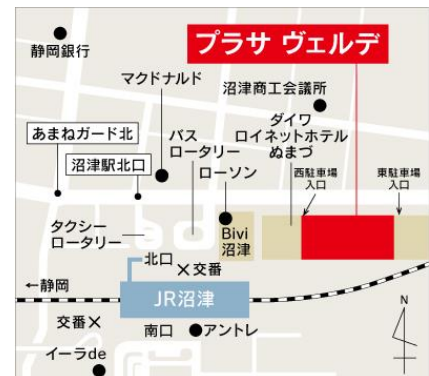 静岡銀行
プラサ ヴェルデ
マクドナルド
沼津商工会議所
あまねガード北
沼津駅北口
バス
ロータリー
ローソン
ダイワ
ロイネットホテル
ぬまづ
西駐車場
入口
東駐車場
入口
タクシー
ロータリー
Bivi
沼津
北口
×交番
←静岡
JR沼津
N
交番×
南口
アントレ
イーラde